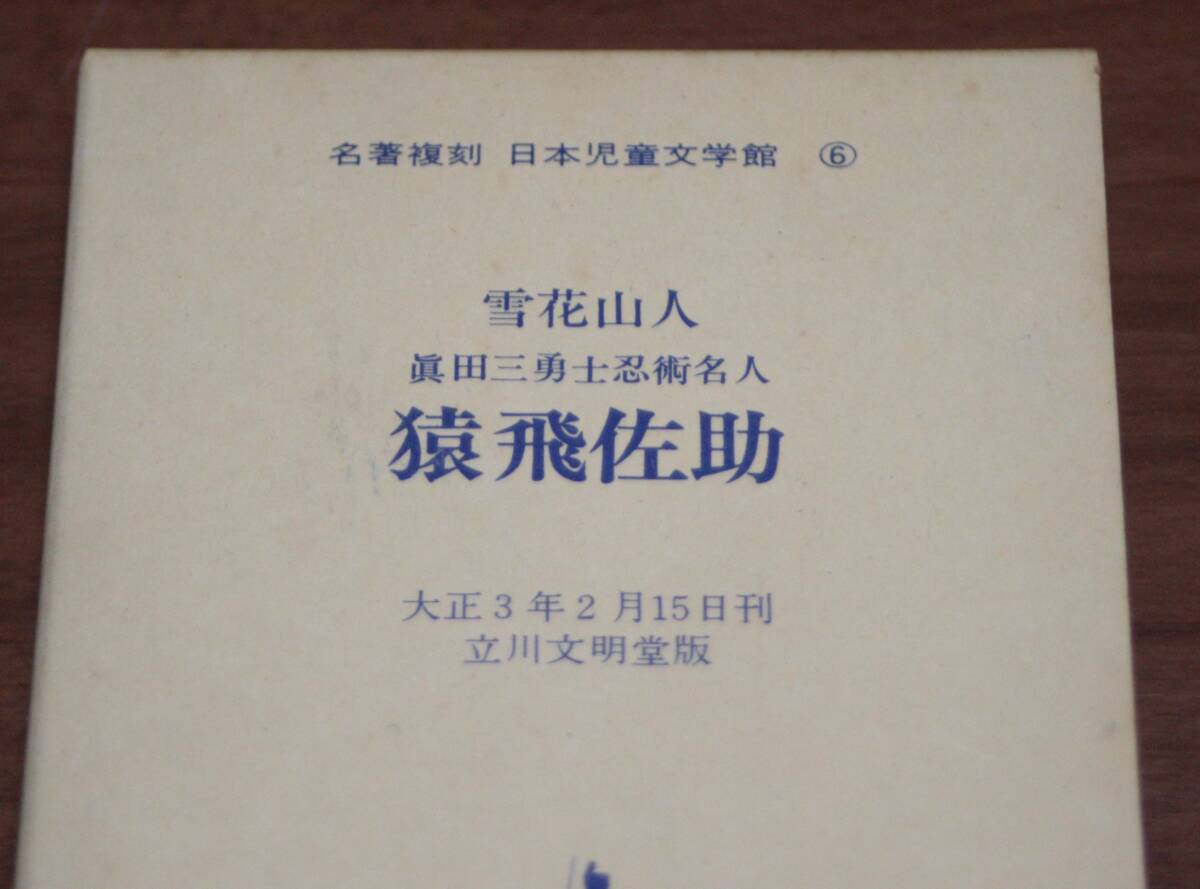 名著複刻 日本児童文学館 ⑥
雪花山人
眞田三勇士忍術名人
猿飛佐助
大正3年2月15日刊
立川文明堂版